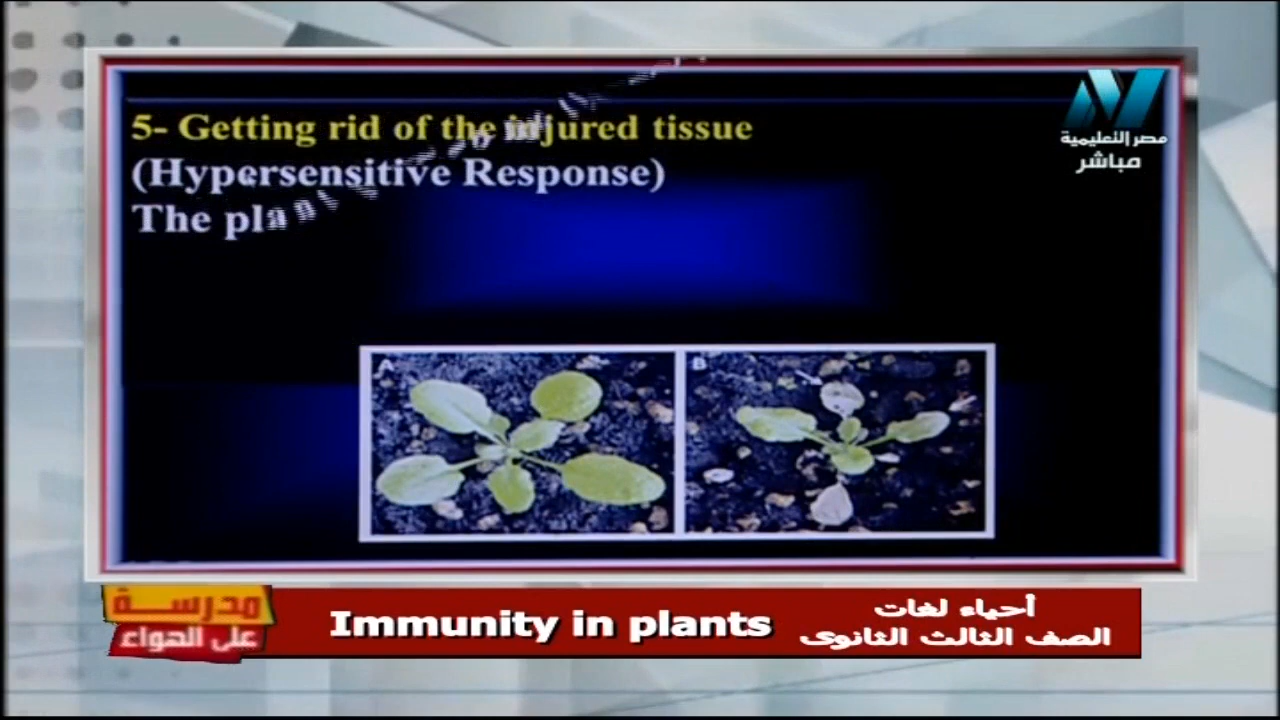 5- Getting rid of the injured tissue
(Hypersensitive Response)
The plant
A
B
مصر التعليمية
مباشر
مدرسة
على الهواء
Immunity in plants
أحياء لغات
الصف الثالث الثانوى